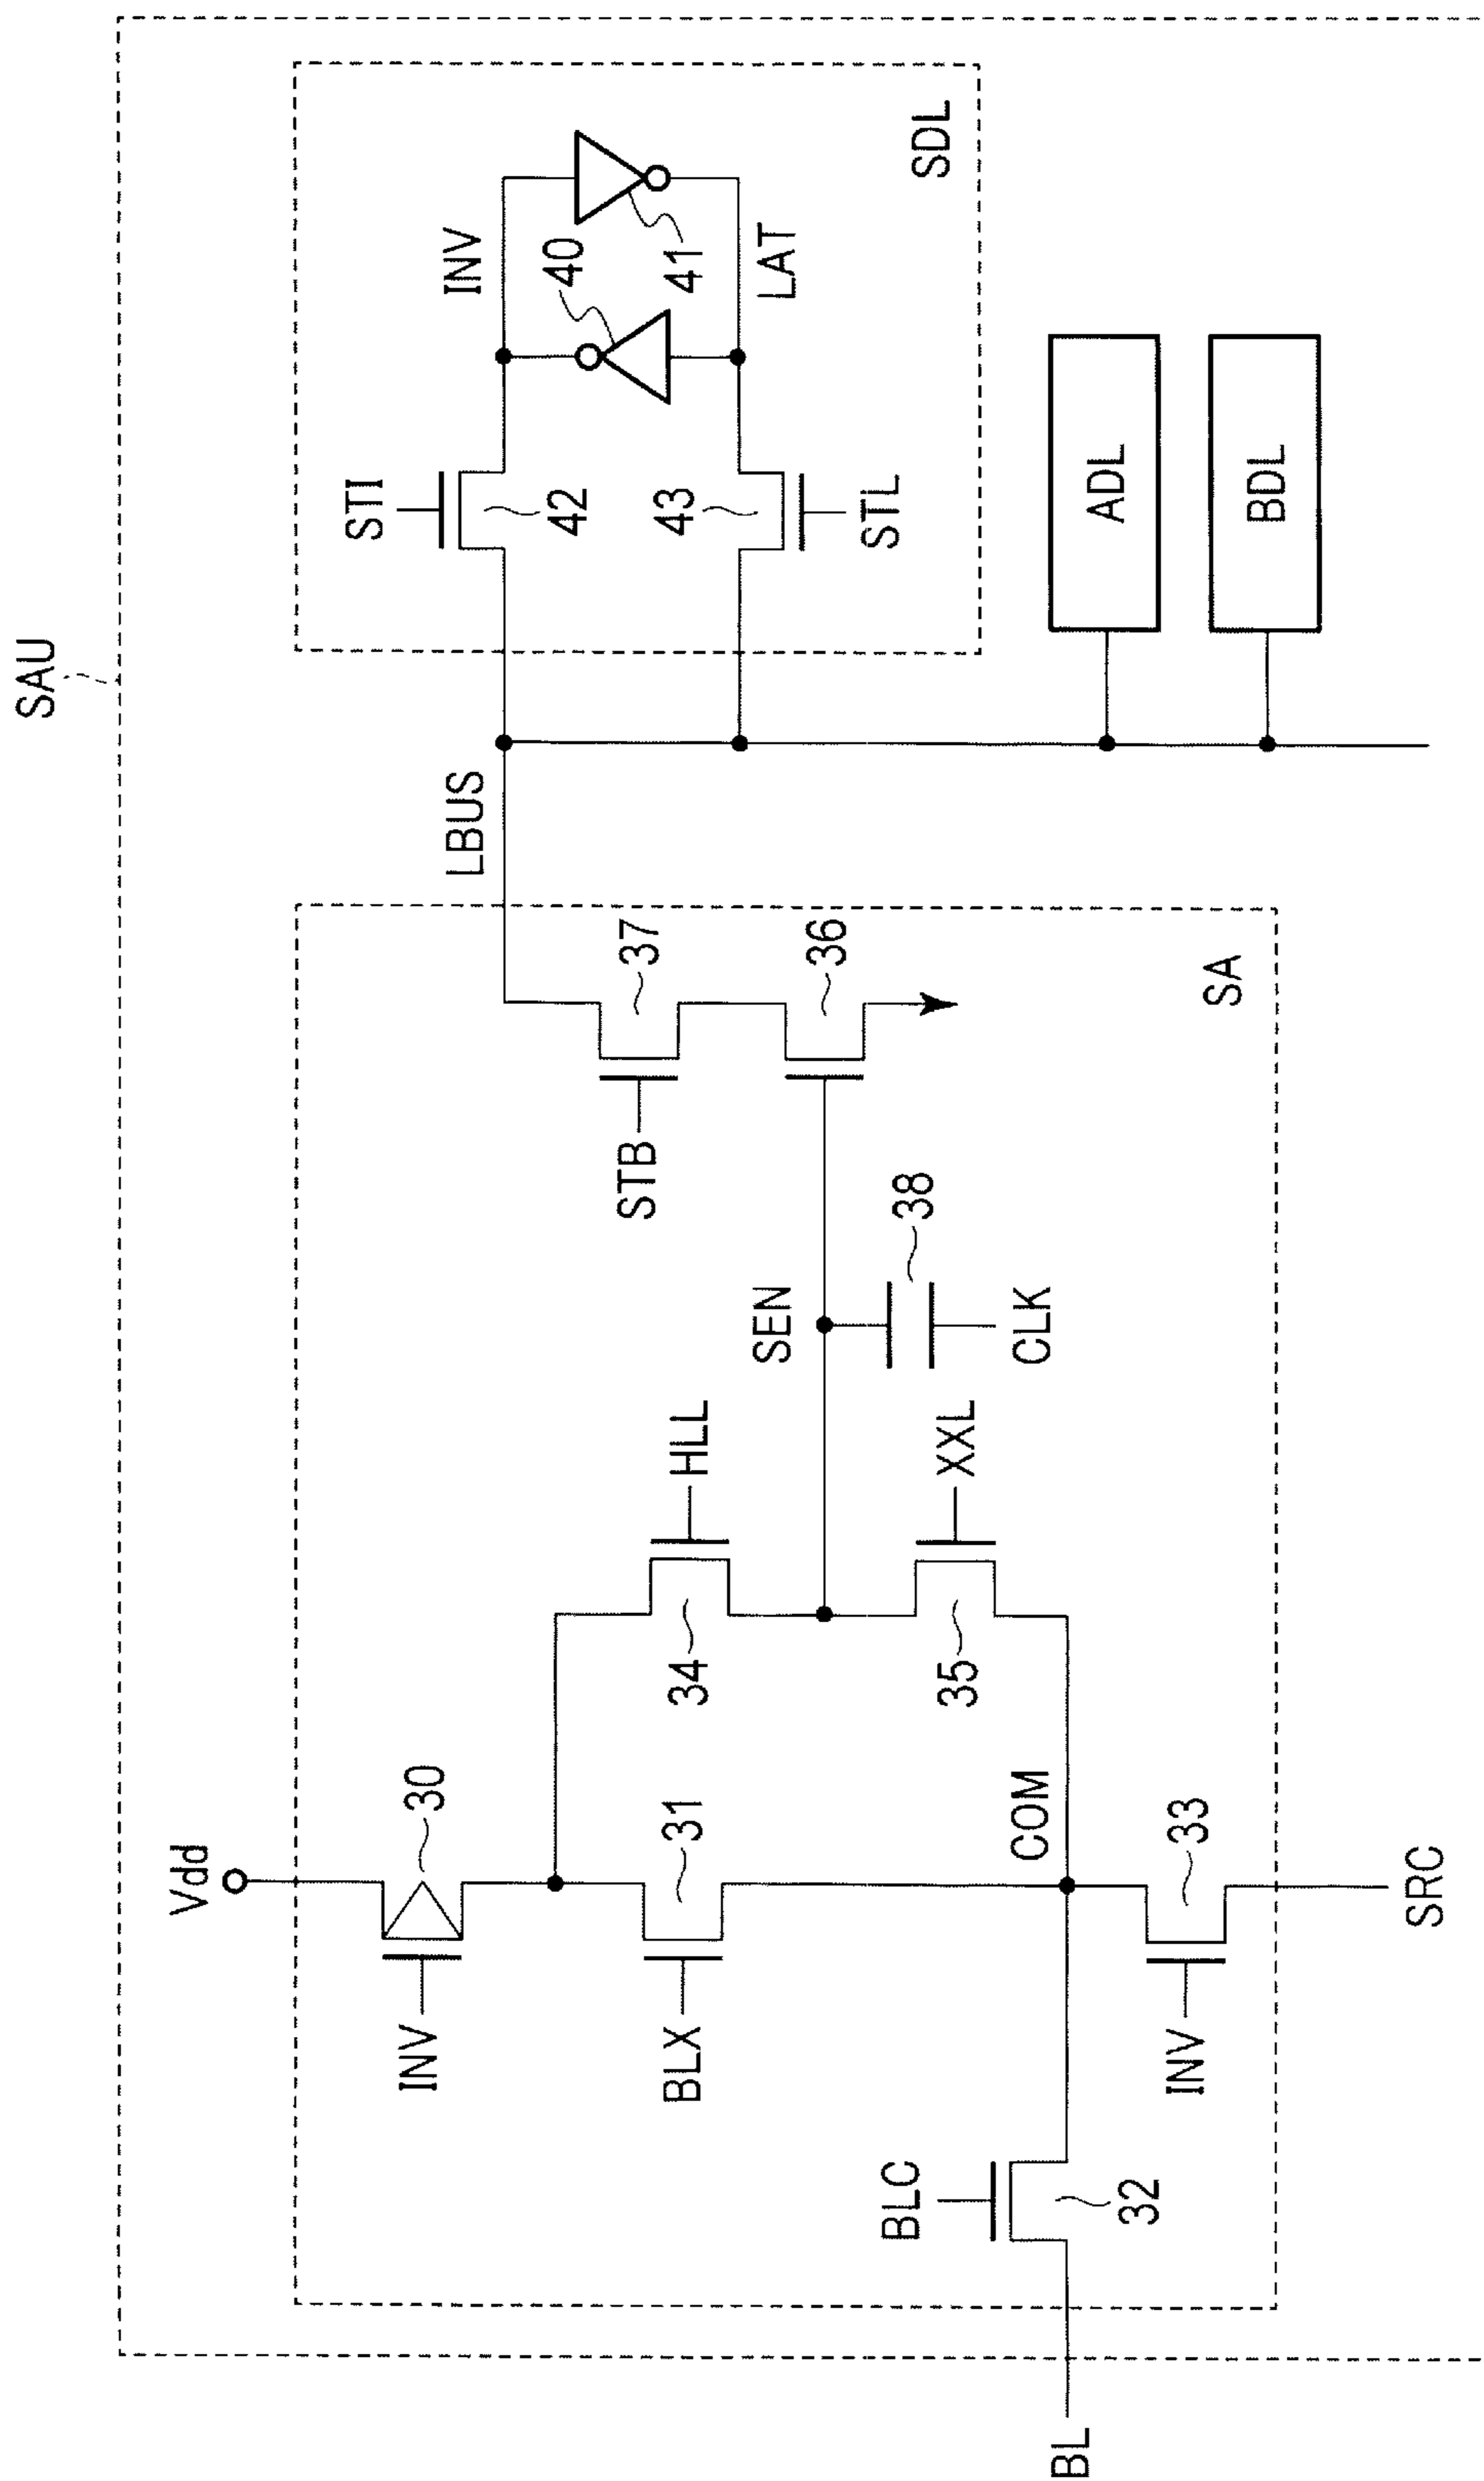 SAU
Vdd
INV
30
BLX
31
34
HLL
SEN
STB
37
36
38
CLK
35
XXL
COM
BLC
32
INV
33
SRC
BL
SA
LBUS
STI
42
INV
40
41
LAT
43
STL
SDL
ADL
BDL